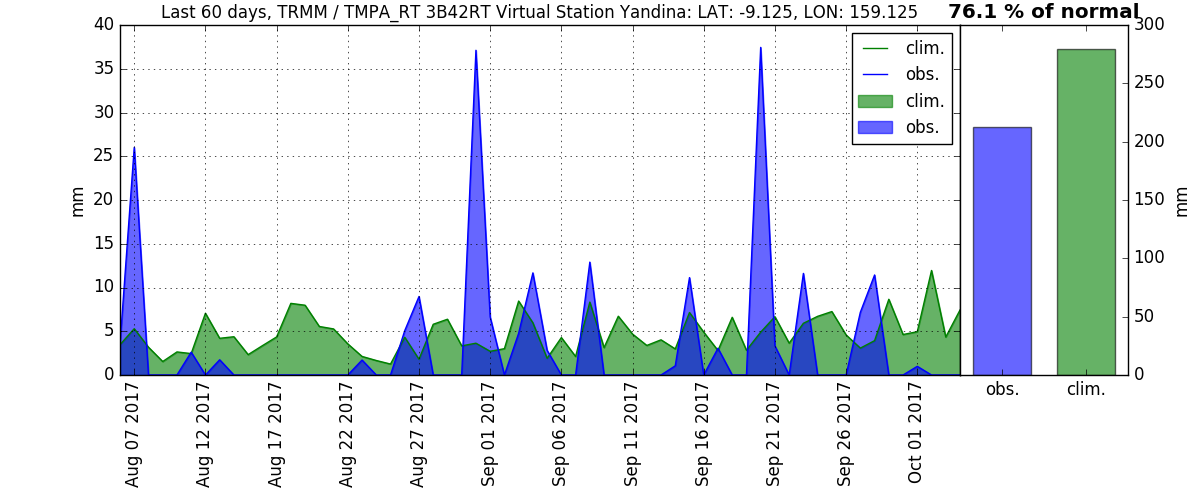 Last 60 days, TRMM / TMPA_RT 3B42RT Virtual Station Yandina: LAT: -9.125, LON: 159.125
76.1 % of normal
40
35
30
25
20
15
10
5
0
mm
clim.
obs.
clim.
obs.
300
250
200
150
100
50
0
mm
obs.
clim.
Aug 07 2017
Aug 12 2017
Aug 17 2017
Aug 22 2017
Aug 27 2017
Sep 01 2017
Sep 06 2017
Sep 11 2017
Sep 16 2017
Sep 21 2017
Sep 26 2017
Oct 01 2017